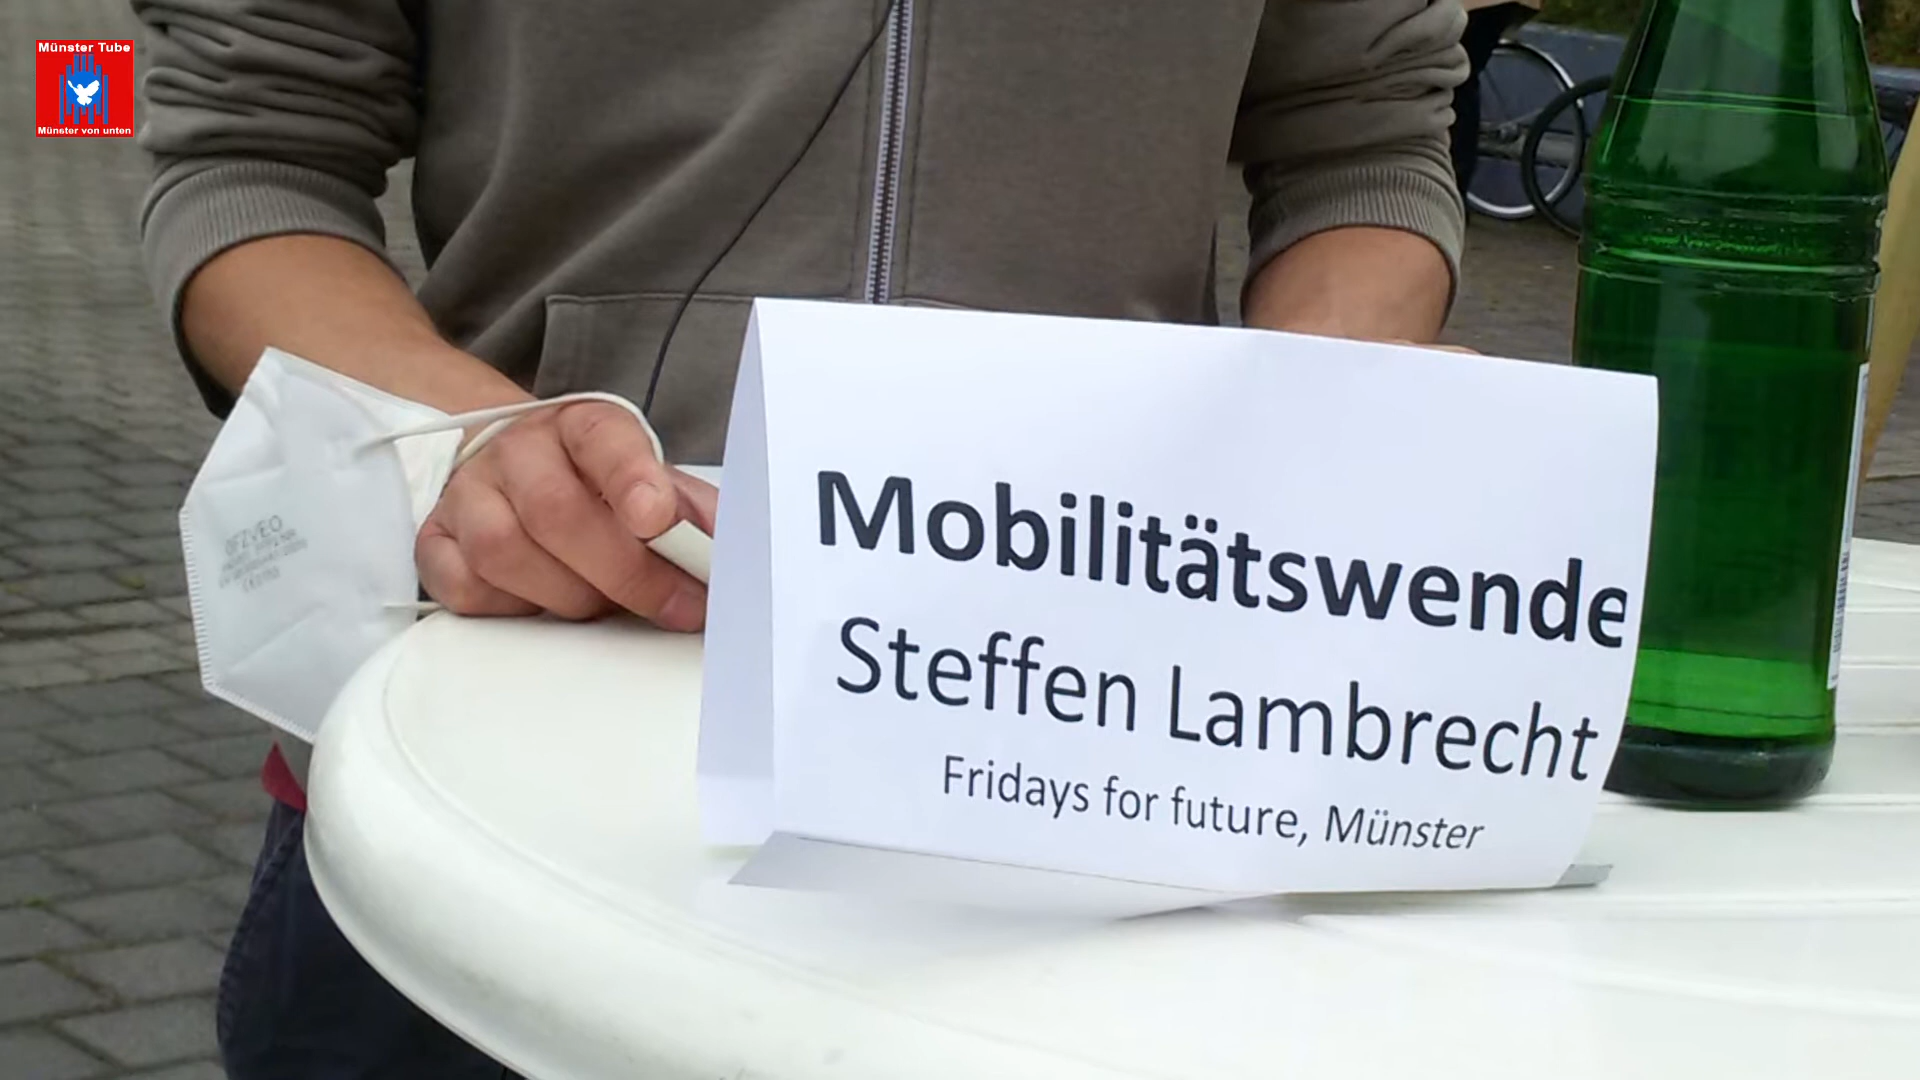 Münster Tube
Münster von unten
Mobilitätswende
Steffen Lambrecht
Fridays for future, Münster